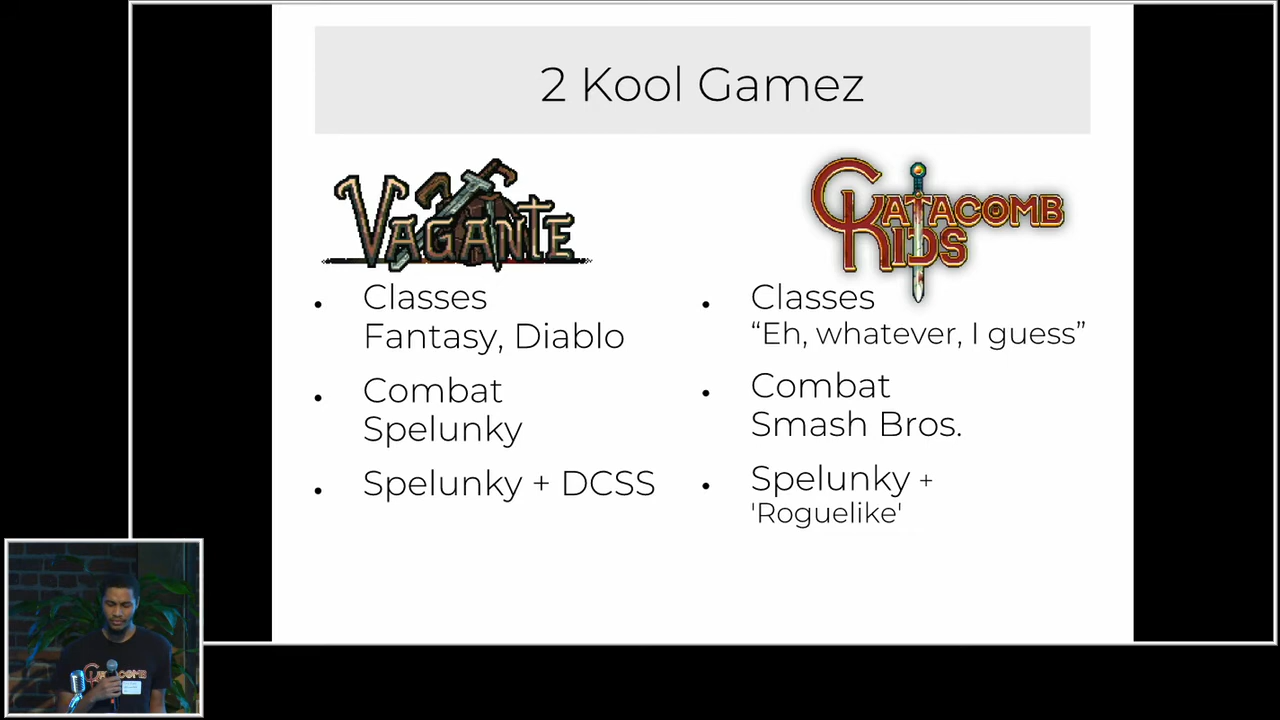 2 Kool Gamez
VAGANTE
Classes
Fantasy, Diablo
Combat
Spelunky
Spelunky + DCSS
CATACOMB
KIDS
Classes
“Eh, whatever, I guess”
Combat
Smash Bros.
Spelunky +
'Roguelike'
CATACOMB